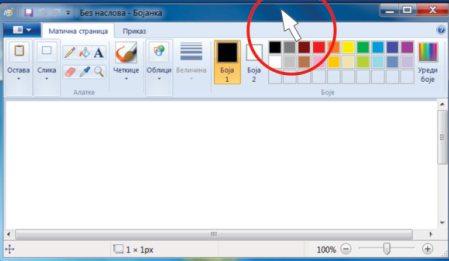 Без наслова - Бојанка
Матична страница Приказ
Остава Слика Четкице Облици Величина Боја 1 Боја 2 Уреди боје
Алатке Боје
1 × 1px 100%